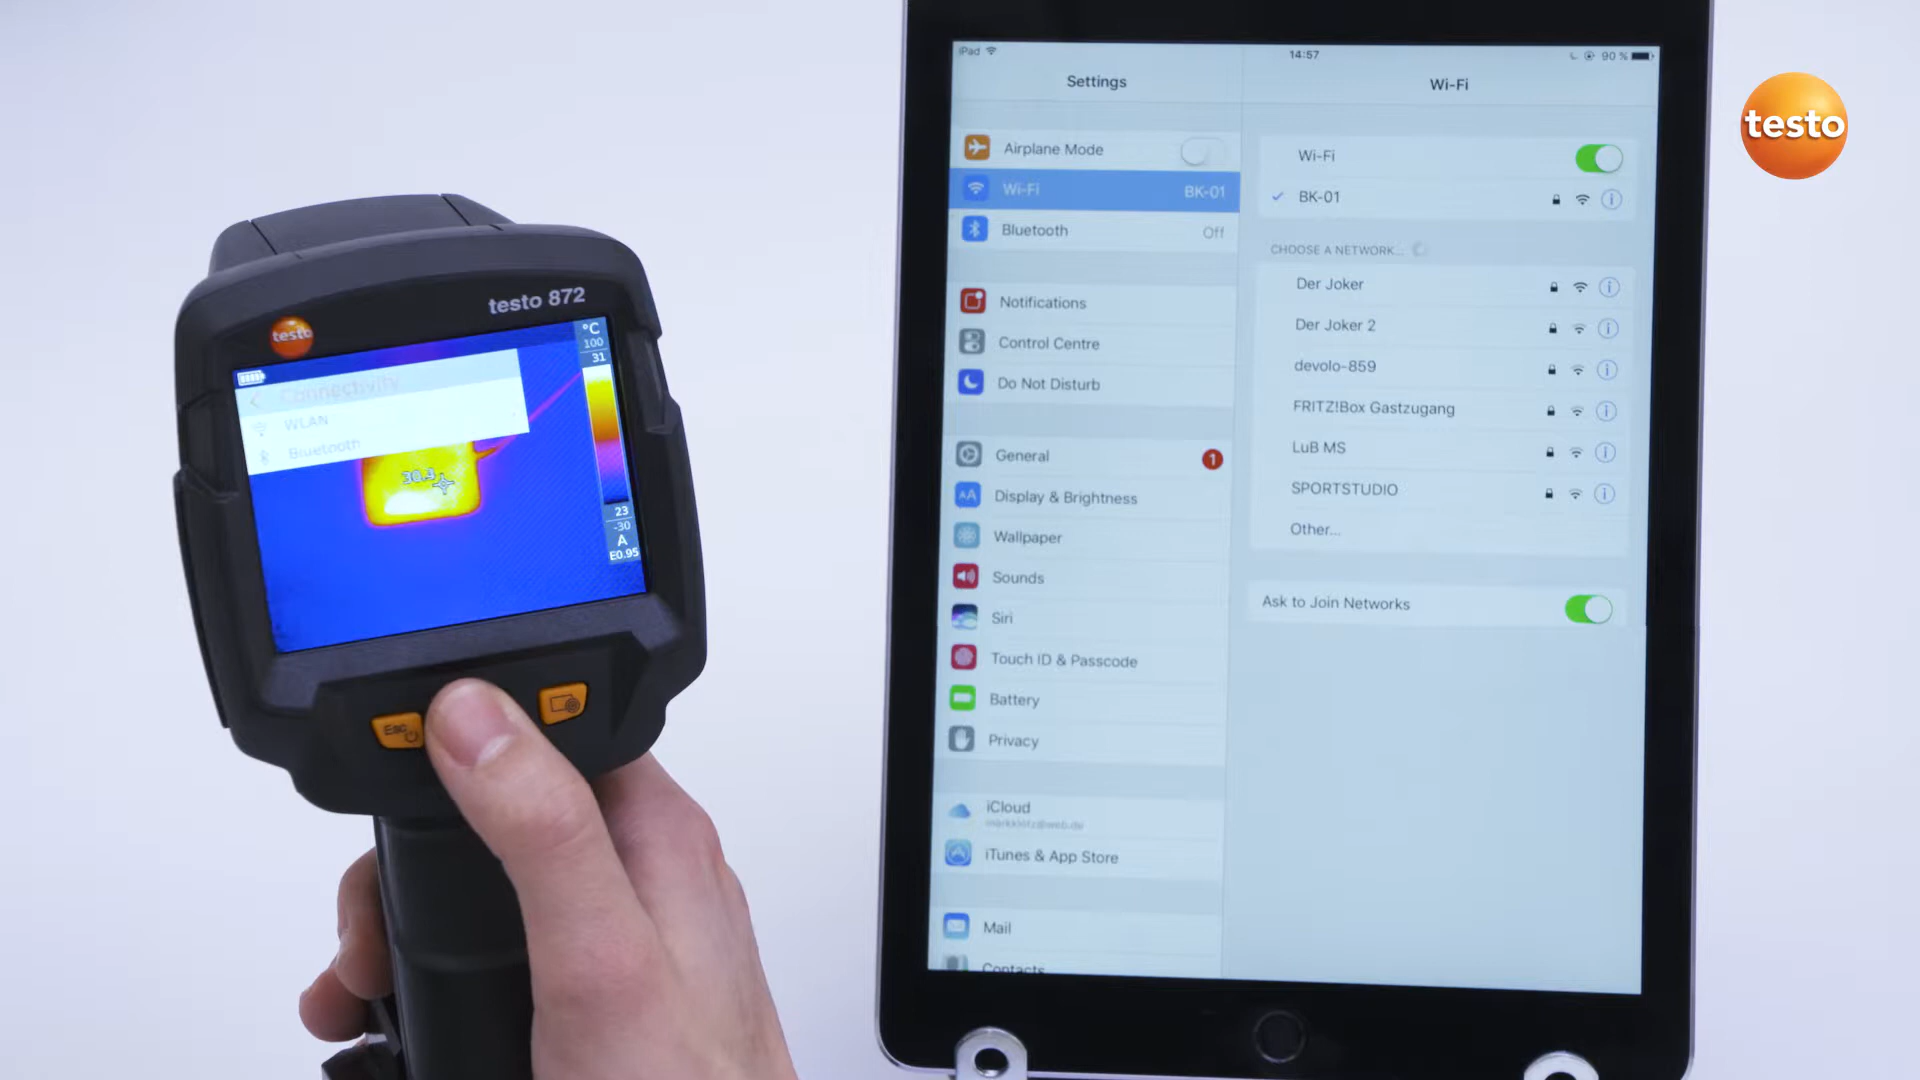 testo
testo 872
testo
°C
100
31
Connectivity
WLAN
Bluetooth
30.3
23
-30
A
E0.95
Esc
iPad
14:57
90 %
Settings
Wi-Fi
Airplane Mode
Wi-Fi
BK-01
Bluetooth
Off
Notifications
Control Centre
Do Not Disturb
General
1
Display & Brightness
AA
Wallpaper
Sounds
Siri
Touch ID & Passcode
Battery
Privacy
iCloud
iTunes & App Store
Mail
Contacts
Wi-Fi
BK-01
CHOOSE A NETWORK...
Der Joker
Der Joker 2
devolo-859
FRITZ!Box Gastzugang
LuB MS
SPORTSTUDIO
Other...
Ask to Join Networks